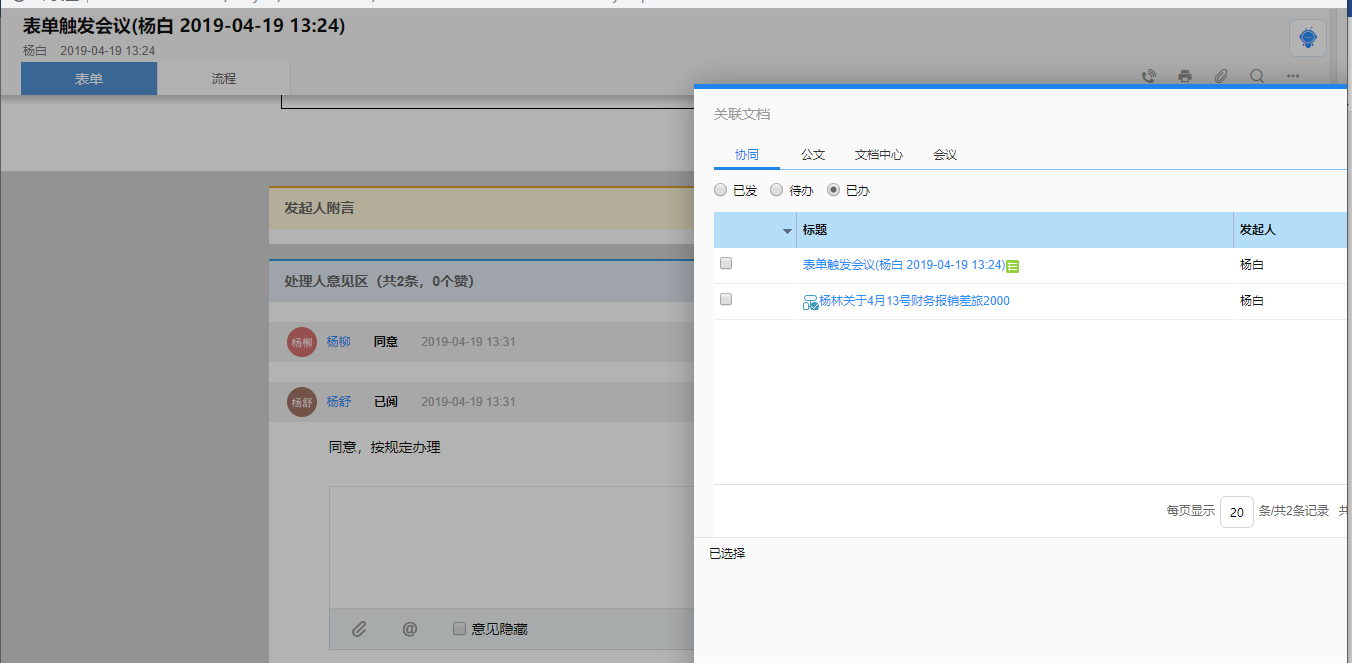 表单触发会议(杨白 2019-04-19 13:24)
杨白 2019-04-19 13:24
表单 流程
关联文档
协同 公文 文档中心 会议
已发 待办 已办
标题 发起人
表单触发会议(杨白 2019-04-19 13:24) 杨白
杨林关于4月13号财务报销差旅2000 杨白
每页显示 20 条/共2条记录 共
已选择
发起人附言
处理人意见区（共2条，0个赞）
杨柳 杨柳 同意 2019-04-19 13:31
杨舒 杨舒 已阅 2019-04-19 13:31
同意，按规定办理
@ 意见隐藏